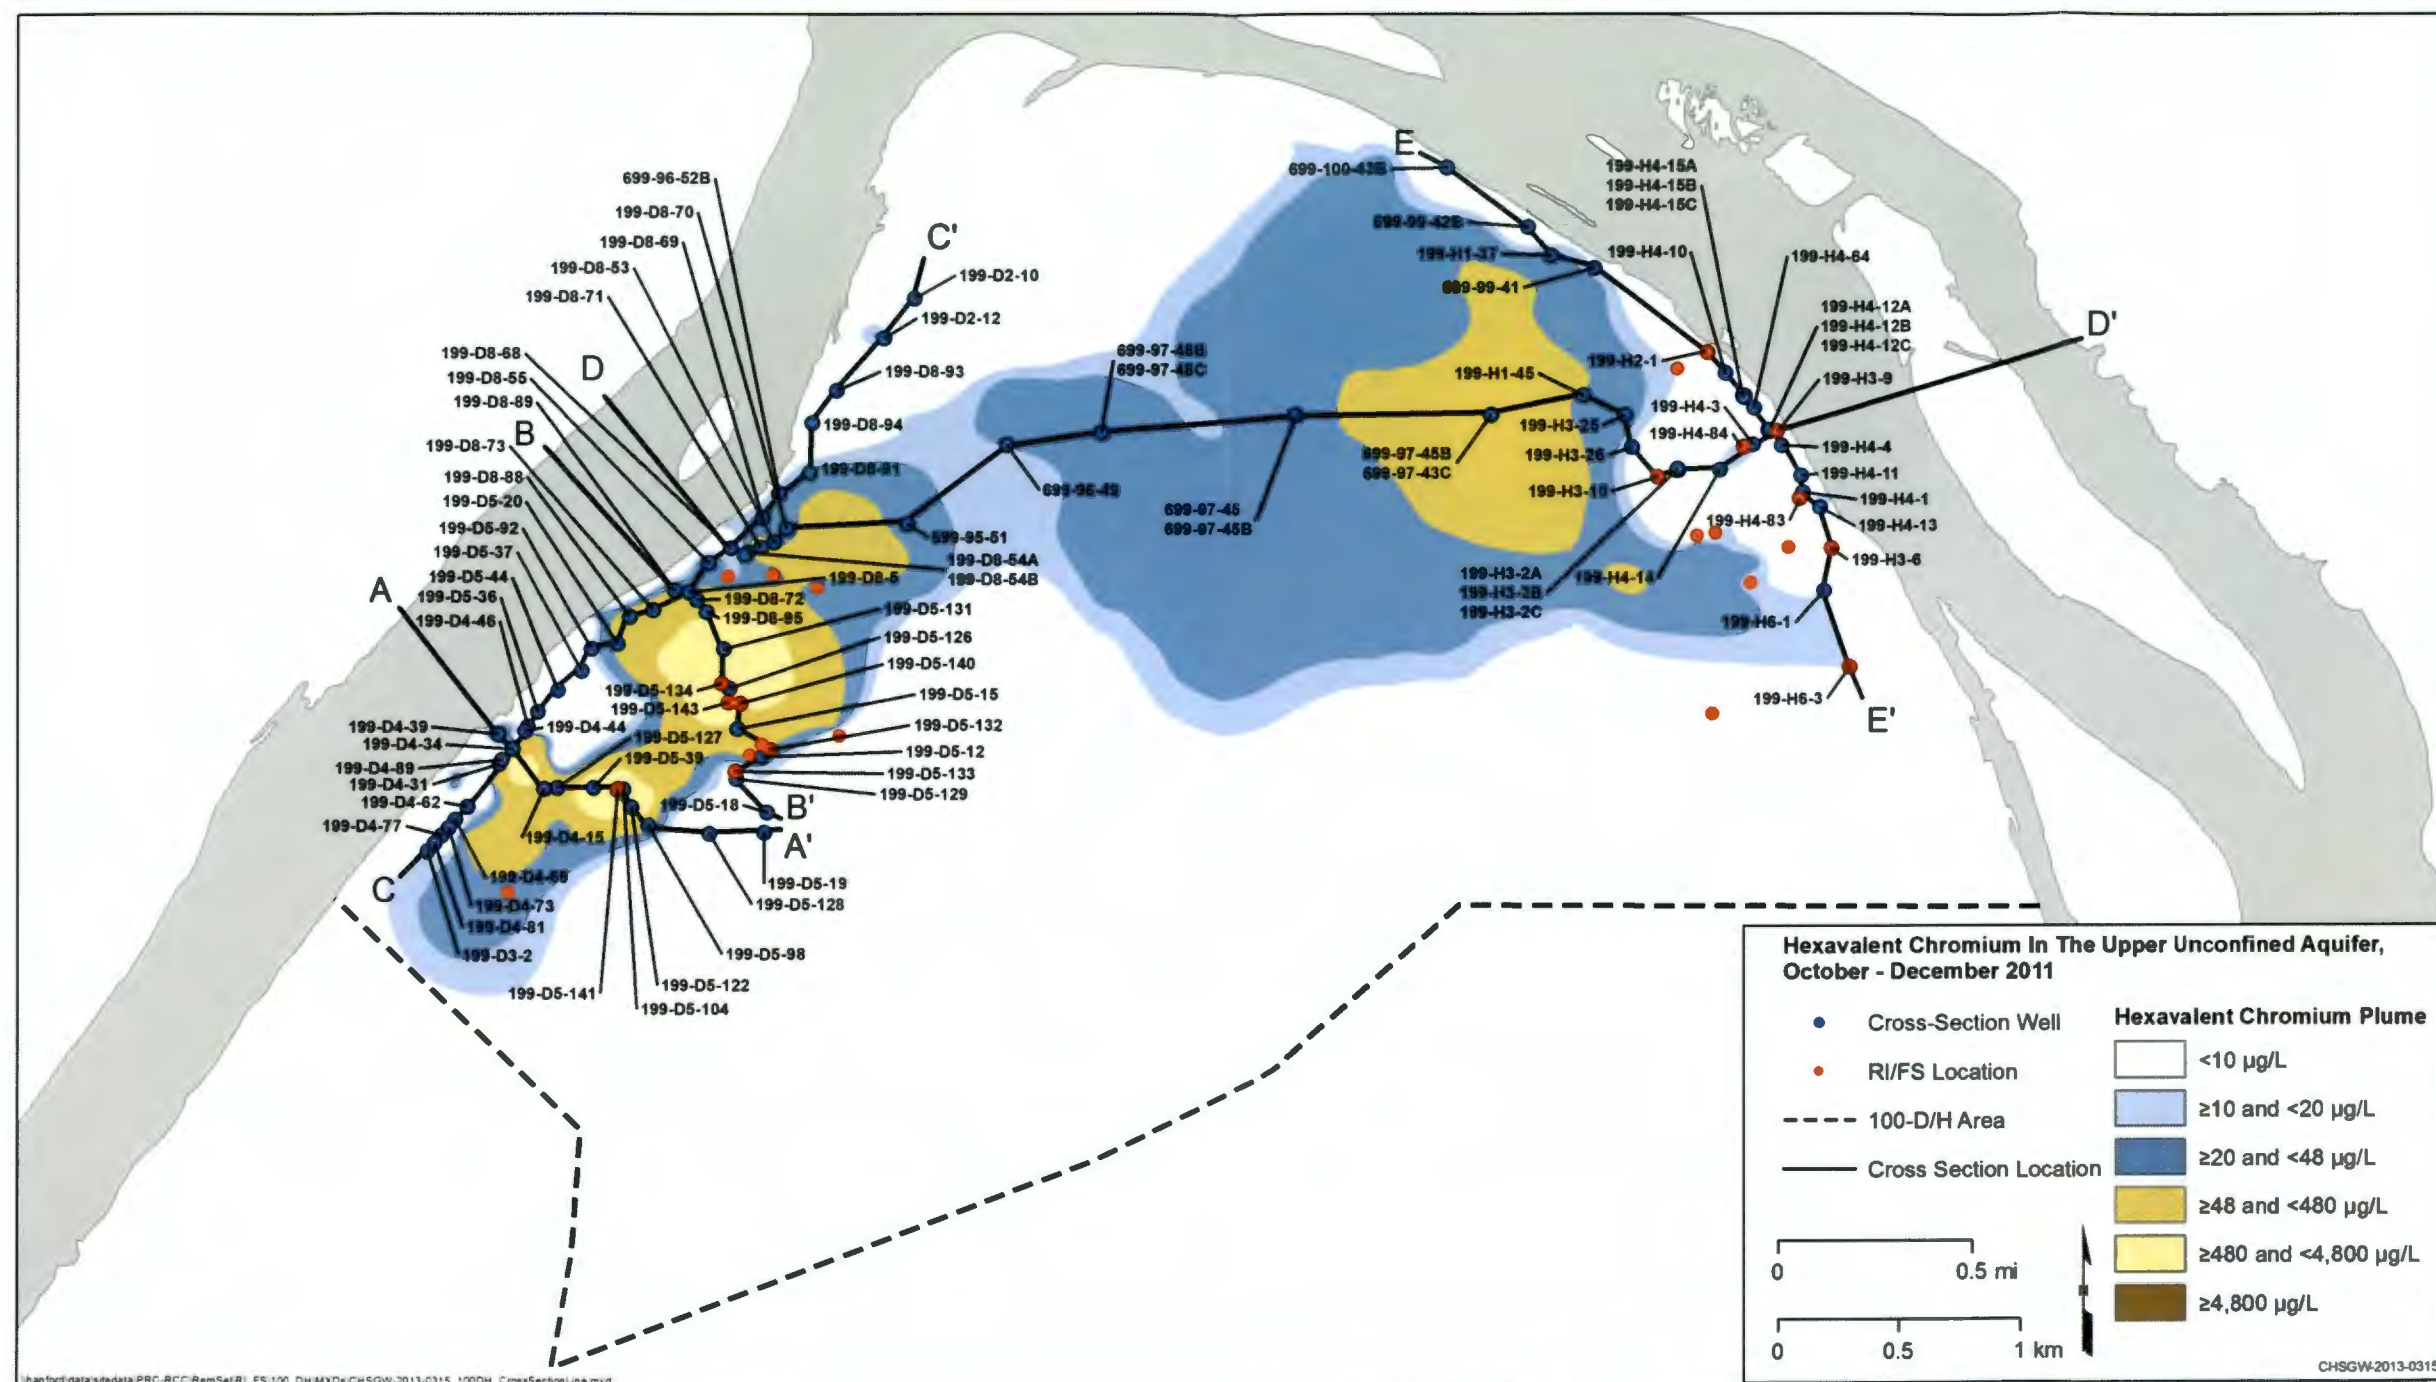 E
699-100-43B
699-99-42B
199-H1-37
699-99-41
199-H4-15A
199-H4-15B
199-H4-15C
199-H4-10
199-H4-64
199-H4-12A
199-H4-12B
199-H4-12C
D'
199-H3-9
199-H2-1
199-H1-45
199-H4-3
199-H4-84
199-H3-25
199-H3-26
199-H3-10
199-H4-4
199-H4-11
199-H4-1
199-H4-83
199-H4-13
199-H3-6
199-H4-14
199-H3-2A
199-H3-2B
199-H3-2C
199-H6-1
199-H6-3
E'
699-96-52B
199-D8-70
199-D8-69
199-D8-53
199-D8-71
C'
199-D2-10
199-D2-12
199-D8-93
199-D8-94
199-D8-91
199-D8-68
D
199-D8-55
199-D8-89
B
199-D8-73
199-D8-88
199-D5-20
199-D5-92
199-D5-37
199-D5-44
A
199-D5-36
199-D4-46
699-97-48B
699-97-48C
699-96-49
699-97-45
699-97-45B
699-97-45B
699-97-43C
699-95-51
199-D8-54A
199-D8-54B
199-D8-5
199-D8-72
199-D8-95
199-D5-131
199-D5-126
199-D5-140
199-D5-134
199-D5-143
199-D5-15
199-D5-132
199-D5-12
199-D5-133
199-D5-129
199-D4-39
199-D4-34
199-D4-44
199-D5-127
199-D5-39
199-D4-89
199-D4-31
199-D4-62
199-D4-77
199-D4-15
199-D5-18
B'
A'
C
199-D5-19
199-D5-128
199-D4-73
199-D4-81
199-D3-2
199-D5-98
199-D5-122
199-D5-141
199-D5-104
Hexavalent Chromium In The Upper Unconfined Aquifer,
October - December 2011
Cross-Section Well
RI/FS Location
100-D/H Area
Cross Section Location
Hexavalent Chromium Plume
<10 µg/L
≥10 and <20 µg/L
≥20 and <48 µg/L
≥48 and <480 µg/L
≥480 and <4,800 µg/L
≥4,800 µg/L
0 0.5 mi
0 0.5 1 km
CHSGW-2013-0315